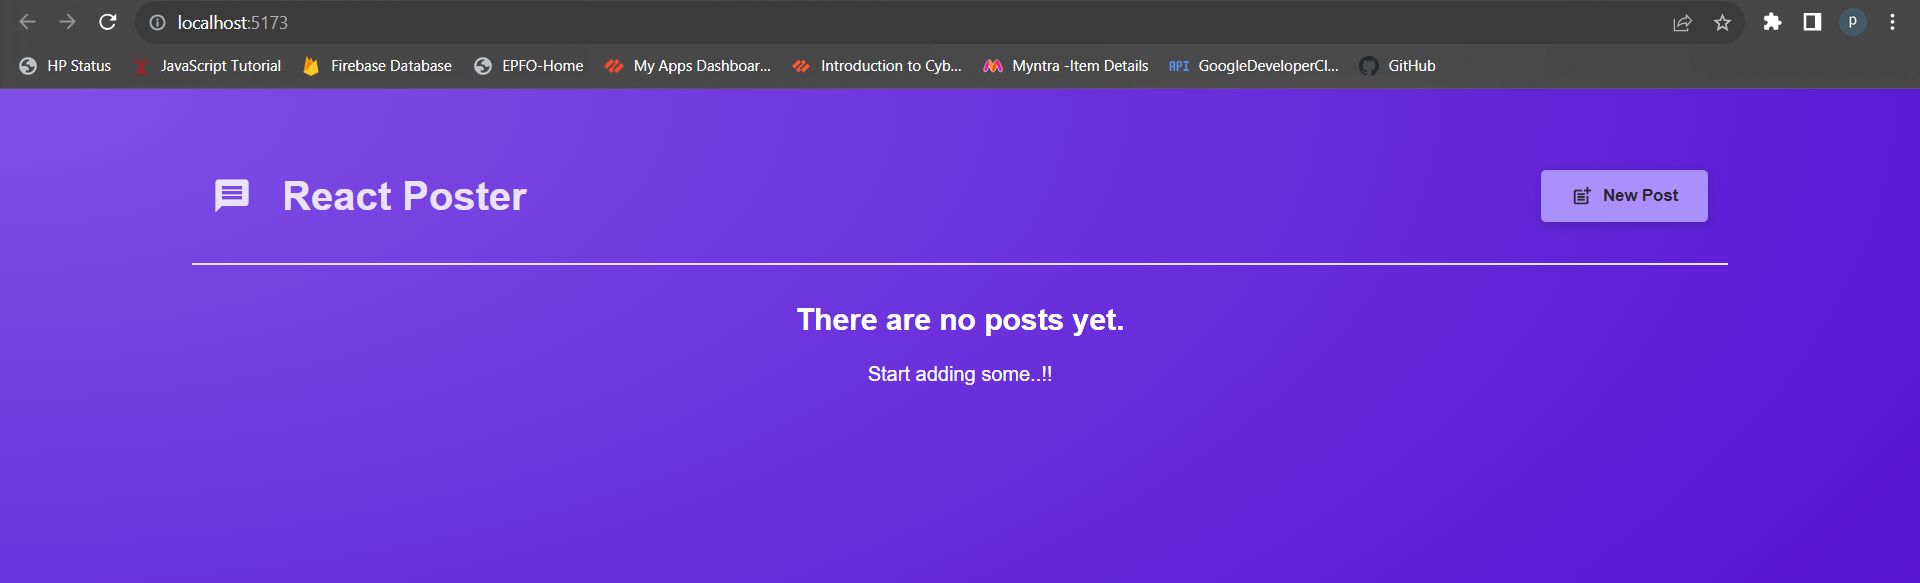 localhost:5173
p
HP Status
JavaScript Tutorial
Firebase Database
EPFO-Home
My Apps Dashboar...
Introduction to Cyb...
Myntra -Item Details
API GoogleDeveloperCl...
GitHub
React Poster
New Post
There are no posts yet.
Start adding some..!!